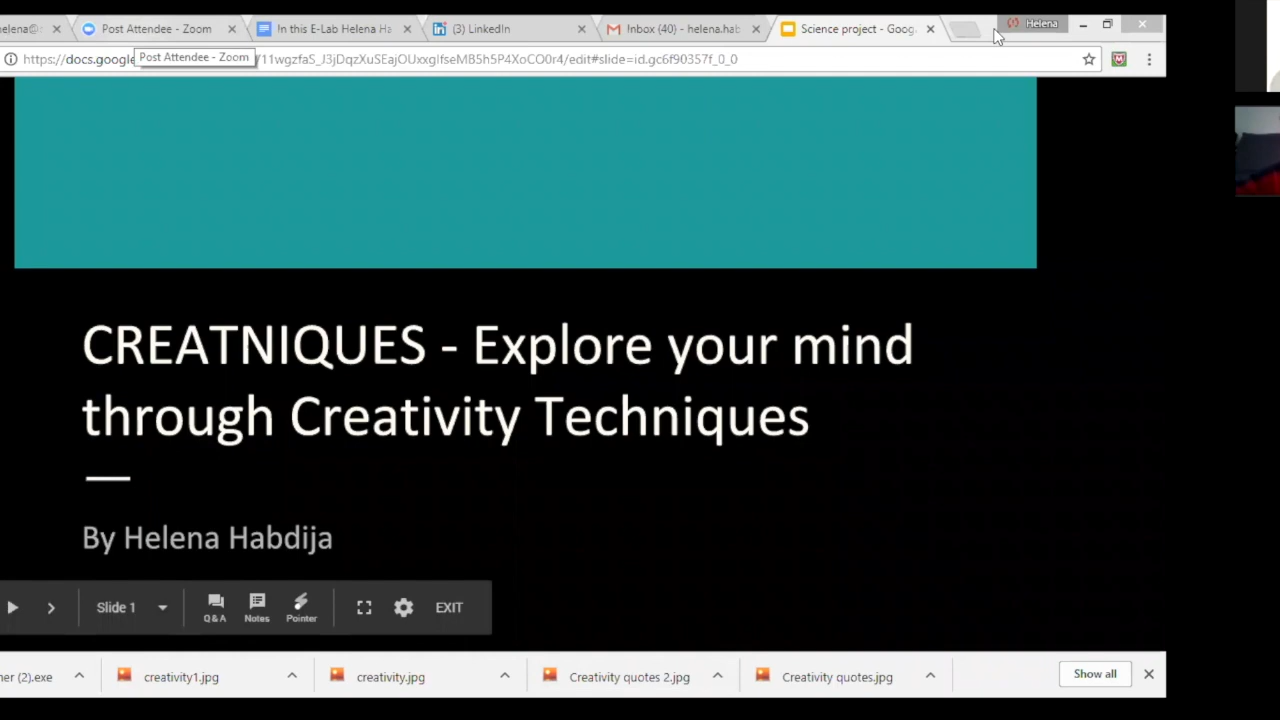 helena@
Post Attendee - Zoom
In this E-Lab Helena Ha
(3) LinkedIn
Inbox (40) - helena.hab
Science project - Goog
Helena
https://docs.google
Post Attendee - Zoom
/11wgzfaS_J3jDqzXuSEajOUxxgIfseMB5h5P4XoCO0r4/edit#slide=id.gc6f90357f_0_0
CREATNIQUES - Explore your mind
through Creativity Techniques
By Helena Habdija
Slide 1
Q&A
Notes
Pointer
EXIT
ner (2).exe
creativity1.jpg
creativity.jpg
Creativity quotes 2.jpg
Creativity quotes.jpg
Show all